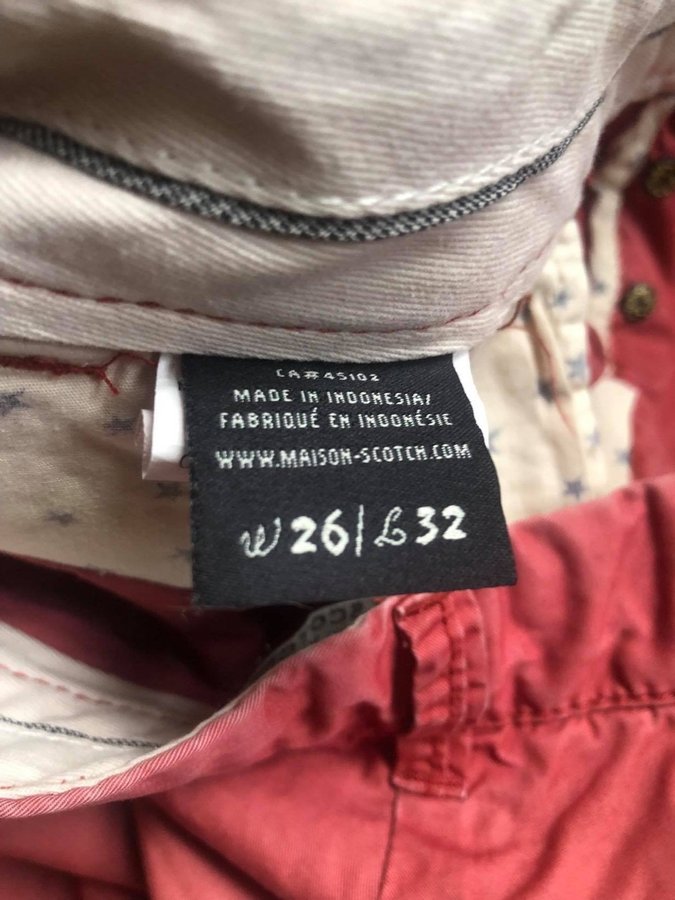 CA#45102
MADE IN INDONESIA/
FABRIQUÉ EN INDONÉSIE
WWW.MAISON-SCOTCH.COM
W26/L32